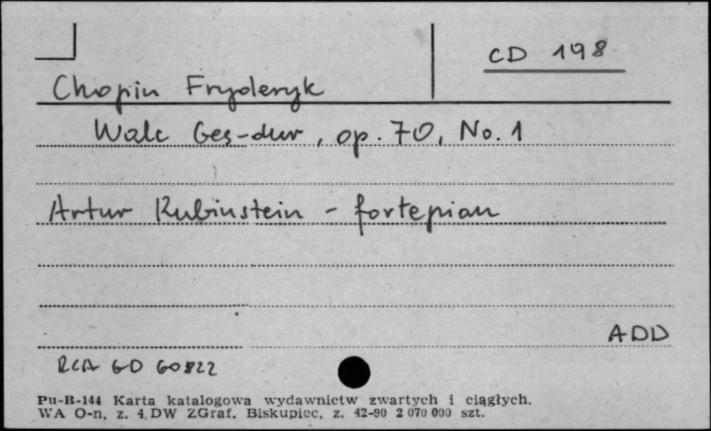 CD 198
Chopin Fryderyk
Walc Ges-dur, op. 70, No. 1
Artur Rubinstein - fortepian
ADD
RCA GD 60822
Pu-B-144 Karta katalogowa wydawnictw zwartych i ciągłych.
WA O-n, z. 4, DW ZGraf. Biskupiec, z. 42-90 2 070 000 szt.